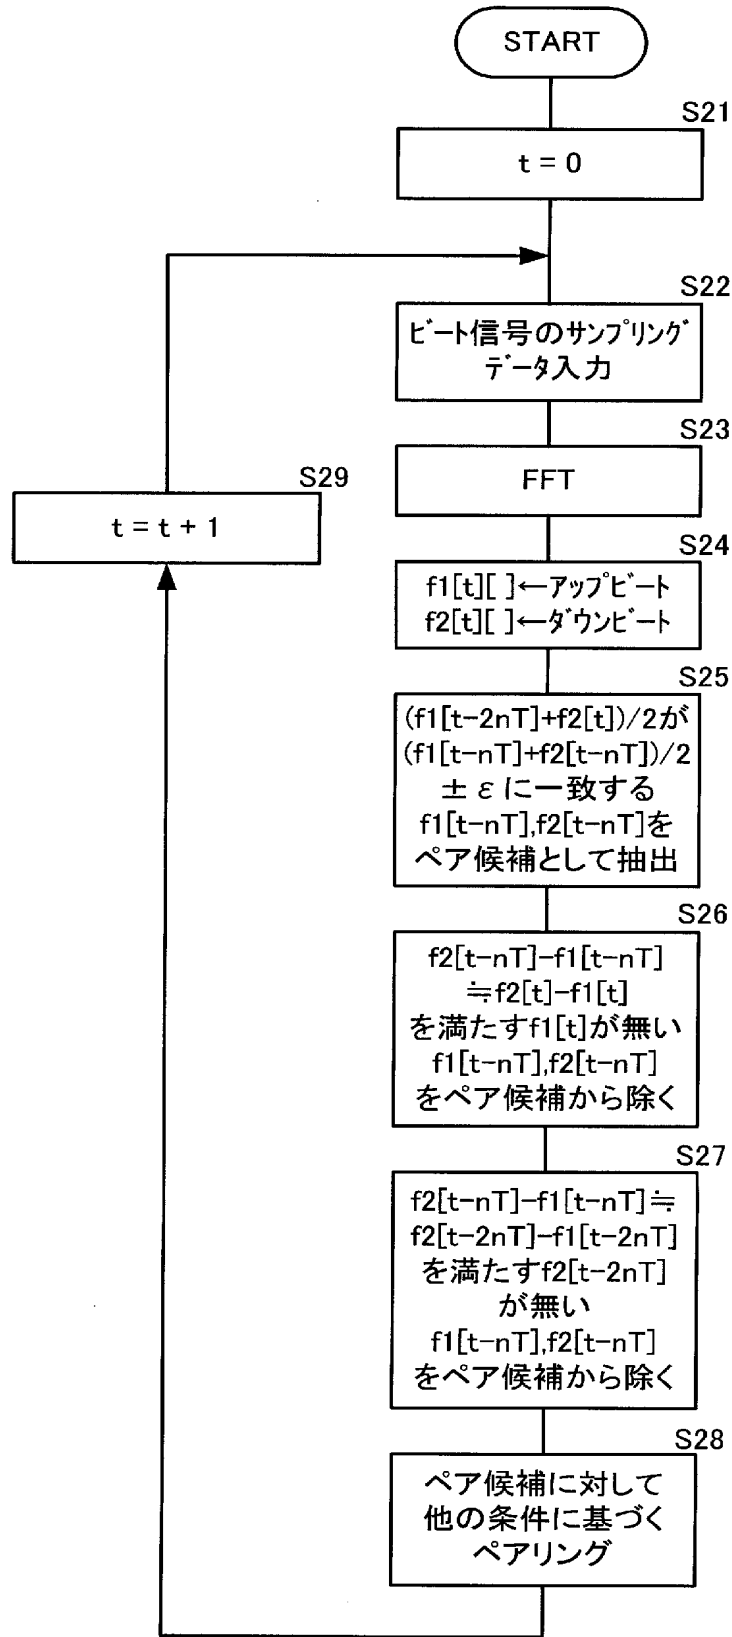 START
S21
t = 0
S22
ビート信号のサンプリング
データ入力
S23
FFT
S29
t = t + 1
S24
f1[t][ ]←アップビート
f2[t][ ]←ダウンビート
S25
(f1[t-2nT]+f2[t])/2が
(f1[t-nT]+f2[t-nT])/2
± εに一致する
f1[t-nT],f2[t-nT]を
ペア候補として抽出
S26
f2[t-nT]-f1[t-nT]
≒f2[t]-f1[t]
を満たすf1[t]が無い
f1[t-nT],f2[t-nT]
をペア候補から除く
S27
f2[t-nT]-f1[t-nT]≒
f2[t-2nT]-f1[t-2nT]
を満たすf2[t-2nT]
が無い
f1[t-nT],f2[t-nT]
をペア候補から除く
S28
ペア候補に対して
他の条件に基づく
ペアリング